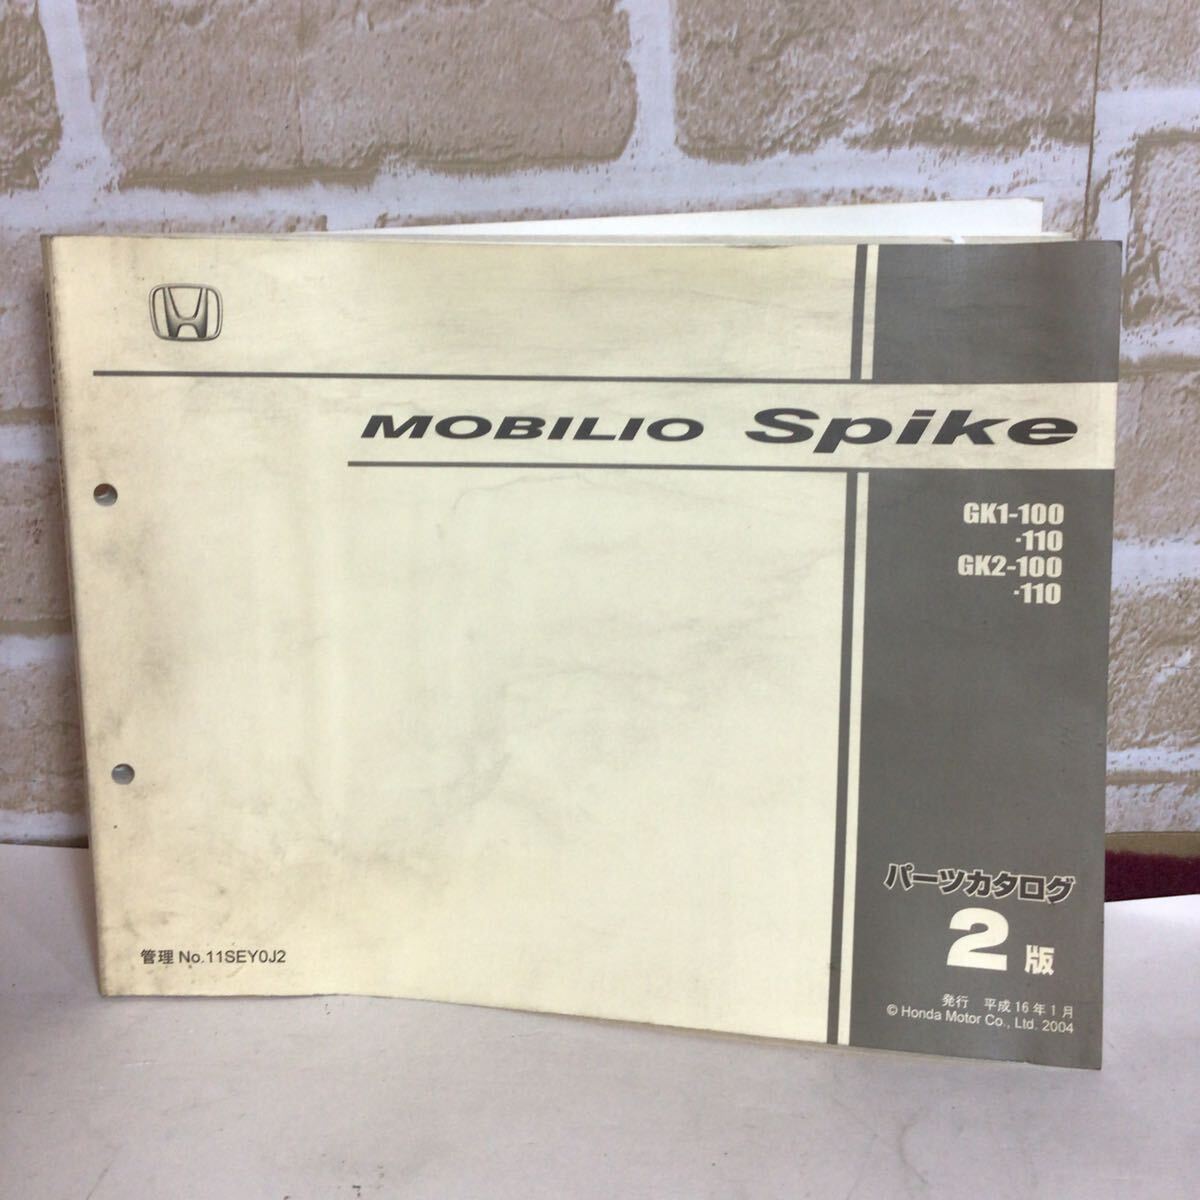 MOBILIO Spike
GK1-100
·110
GK2-100
·110
パーツカタログ
2版
管理 No.11SEY0J2
発行 平成16年1月
© Honda Motor Co., Ltd. 2004